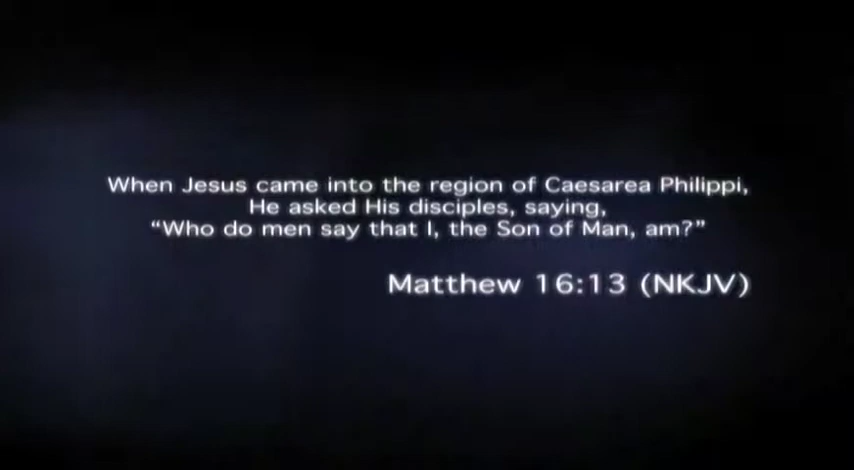 When Jesus came into the region of Caesarea Philippi,
He asked His disciples, saying,
“Who do men say that I, the Son of Man, am?”
Matthew 16:13 (NKJV)